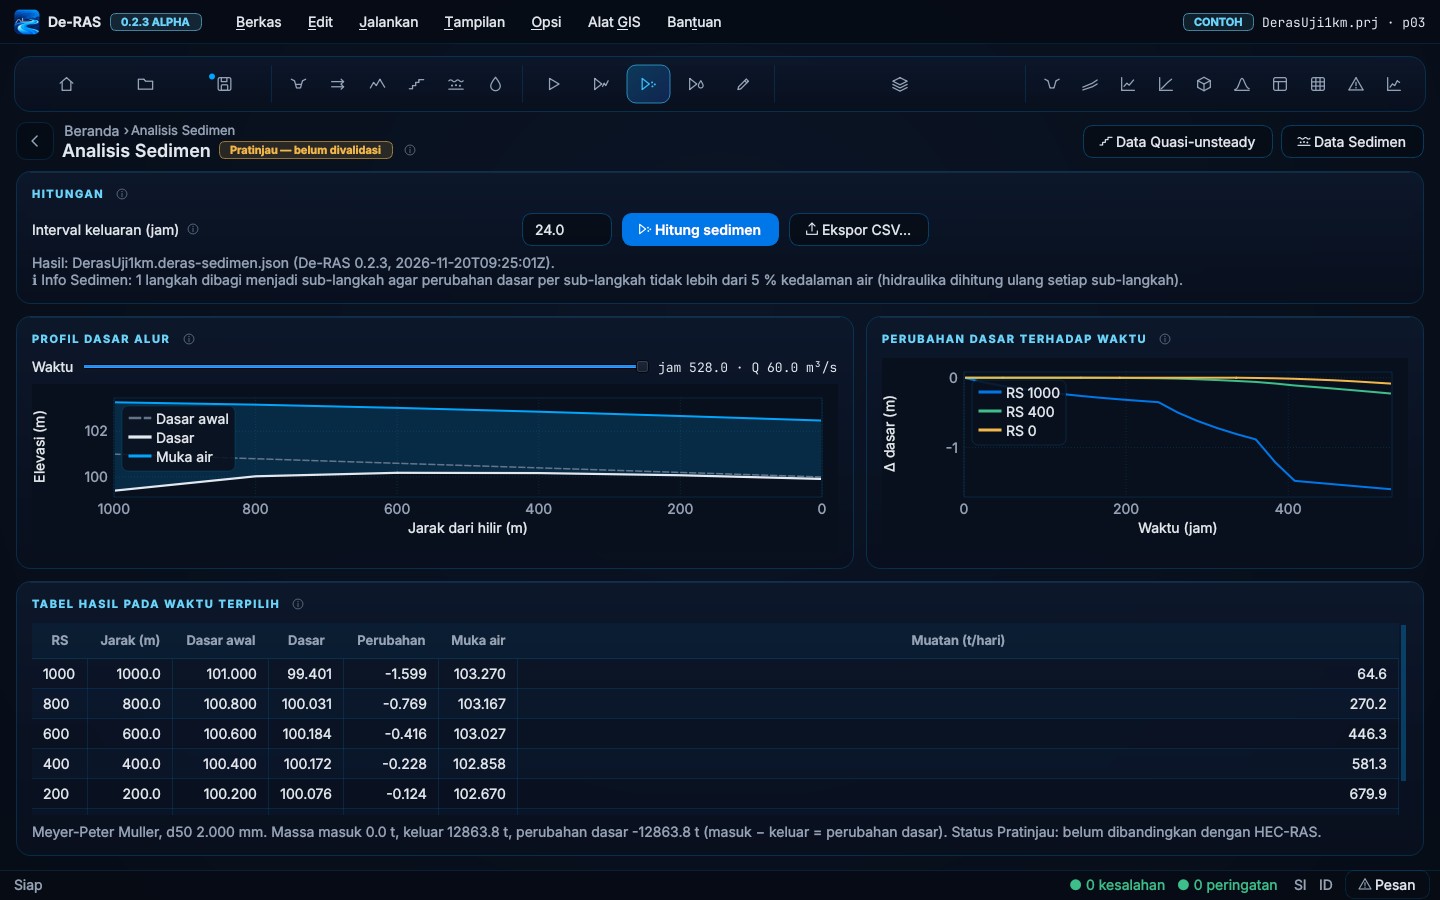 De-RAS 0.2.3 ALPHA Berkas Edit Jalankan Tampilan Opsi Alat GIS Bantuan CONTOH DerasUji1km.prj · p03
Beranda › Analisis Sedimen
Analisis Sedimen Pratinjau — belum divalidasi Data Quasi-unsteady Data Sedimen
HITUNGAN
Interval keluaran (jam) 24.0 Hitung sedimen Ekspor CSV...
Hasil: DerasUji1km.deras-sedimen.json (De-RAS 0.2.3, 2026-11-20T09:25:01Z).
ℹ Info Sedimen: 1 langkah dibagi menjadi sub-langkah agar perubahan dasar per sub-langkah tidak lebih dari 5 % kedalaman air (hidraulika dihitung ulang setiap sub-langkah).
PROFIL DASAR ALUR
Waktu jam 528.0 · Q 60.0 m³/s
Elevasi (m)
102
100
Dasar awal
Dasar
Muka air
1000 800 600 400 200 0
Jarak dari hilir (m)
PERUBAHAN DASAR TERHADAP WAKTU
Δ dasar (m)
0
-1
RS 1000
RS 400
RS 0
0 200 400
Waktu (jam)
TABEL HASIL PADA WAKTU TERPILIH
RS Jarak (m) Dasar awal Dasar Perubahan Muka air Muatan (t/hari)
1000 1000.0 101.000 99.401 -1.599 103.270 64.6
800 800.0 100.800 100.031 -0.769 103.167 270.2
600 600.0 100.600 100.184 -0.416 103.027 446.3
400 400.0 100.400 100.172 -0.228 102.858 581.3
200 200.0 100.200 100.076 -0.124 102.670 679.9
Meyer-Peter Muller, d50 2.000 mm. Massa masuk 0.0 t, keluar 12863.8 t, perubahan dasar -12863.8 t (masuk − keluar = perubahan dasar). Status Pratinjau: belum dibandingkan dengan HEC-RAS.
Siap 0 kesalahan 0 peringatan SI ID Pesan